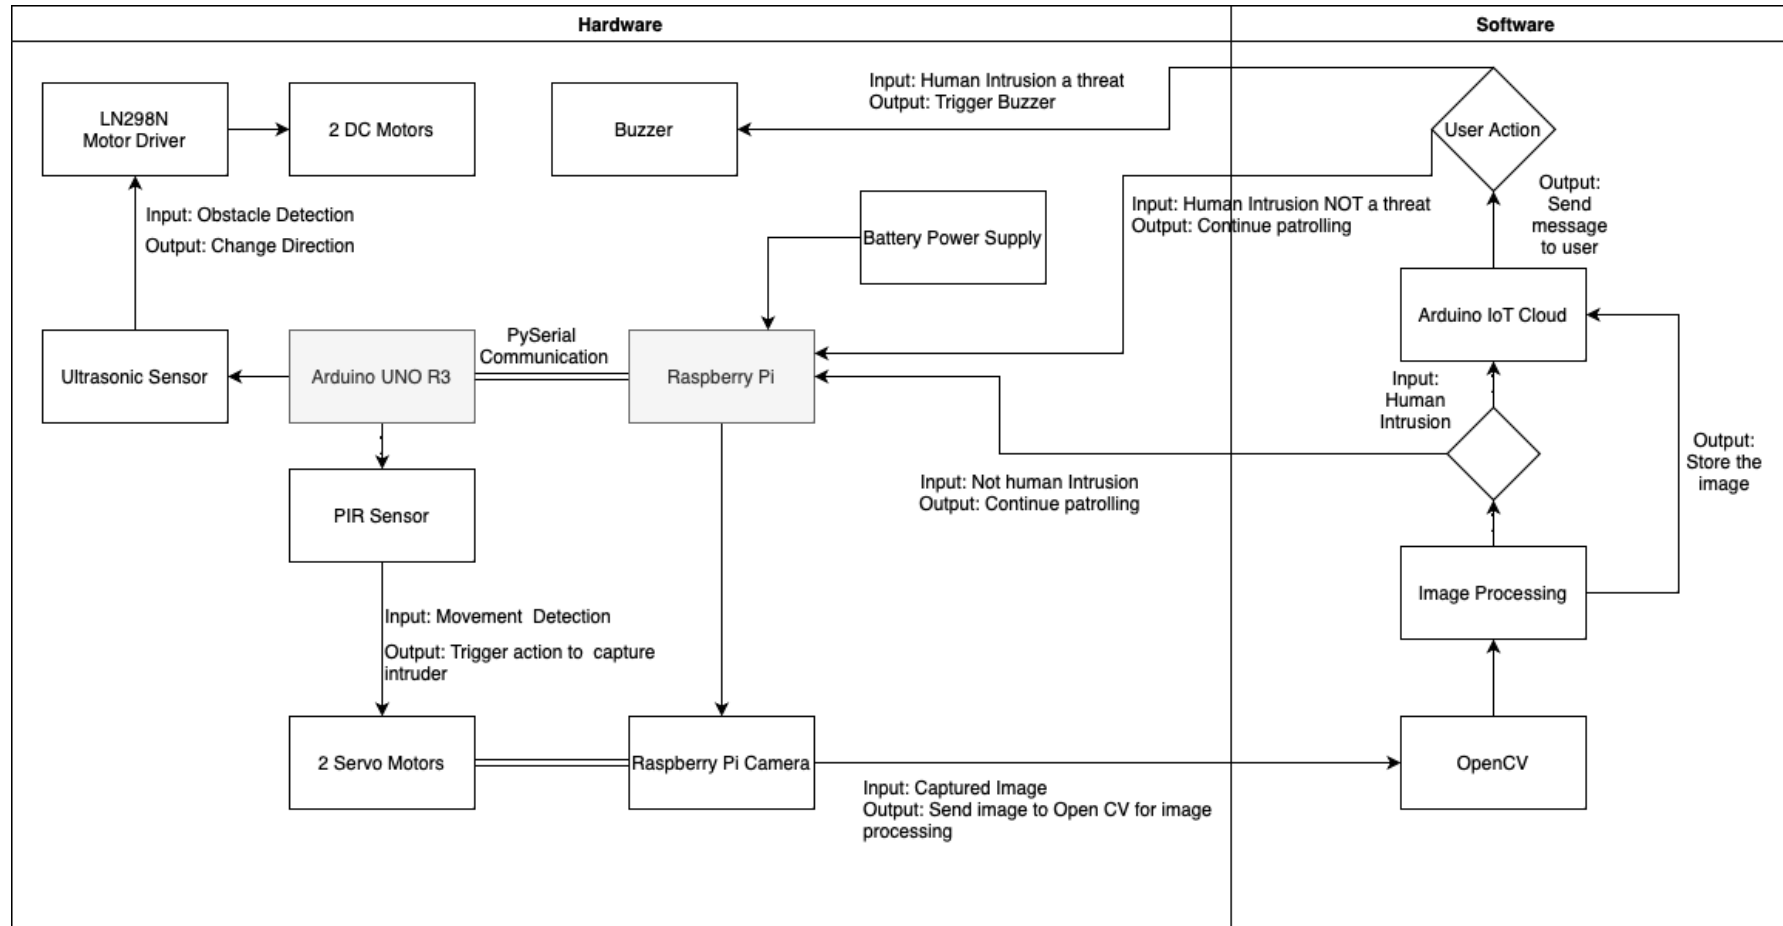 Hardware
Software
LN298N
Motor Driver
2 DC Motors
Buzzer
Input: Human Intrusion a threat
Output: Trigger Buzzer
User Action
Input: Obstacle Detection
Output: Change Direction
Battery Power Supply
Input: Human Intrusion NOT a threat
Output: Continue patrolling
Output:
Send
message
to user
Ultrasonic Sensor
Arduino UNO R3
PySerial
Communication
Raspberry Pi
Arduino IoT Cloud
Input:
Human
Intrusion
Output:
Store the
image
PIR Sensor
Input: Not human Intrusion
Output: Continue patrolling
Image Processing
Input: Movement  Detection
Output: Trigger action to  capture
intruder
2 Servo Motors
Raspberry Pi Camera
Input: Captured Image
Output: Send image to Open CV for image
processing
OpenCV